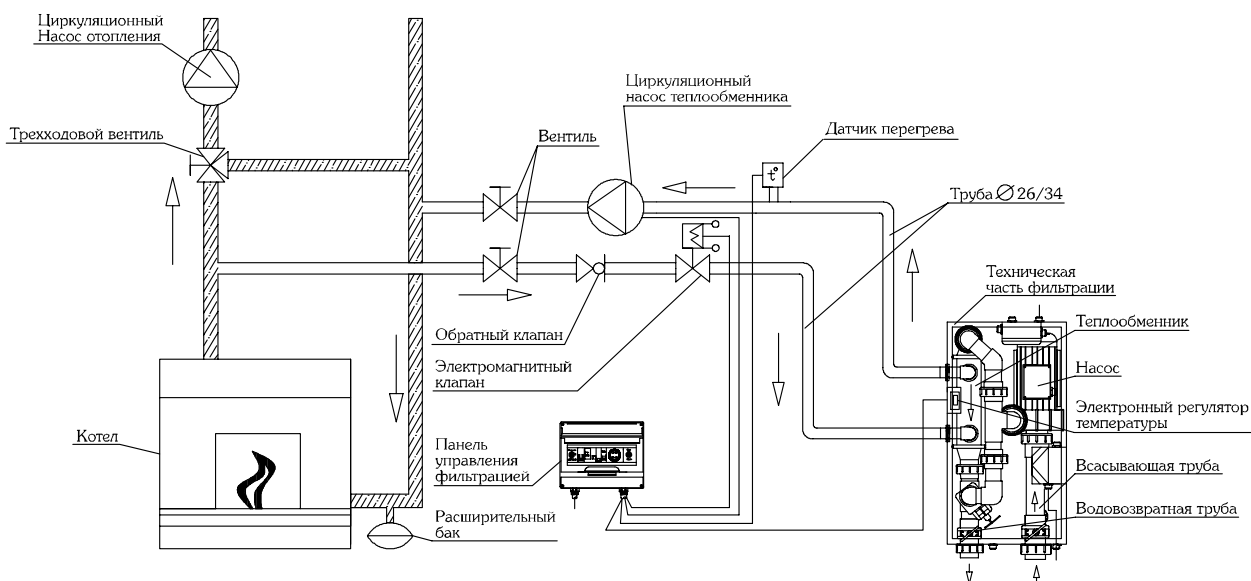 Циркуляционный
Насос отопления
Трехходовой вентиль
Вентиль
Циркуляционный
насос теплообменника
Датчик перегрева
t°
Труба Ø 26/34
Техническая
часть фильтрации
Теплообменник
Насос
Электронный регулятор
температуры
Всасывающая труба
Водовозвратная труба
Обратный клапан
Электромагнитный
клапан
Котел
Панель
управления
фильтрацией
Расширительный
бак